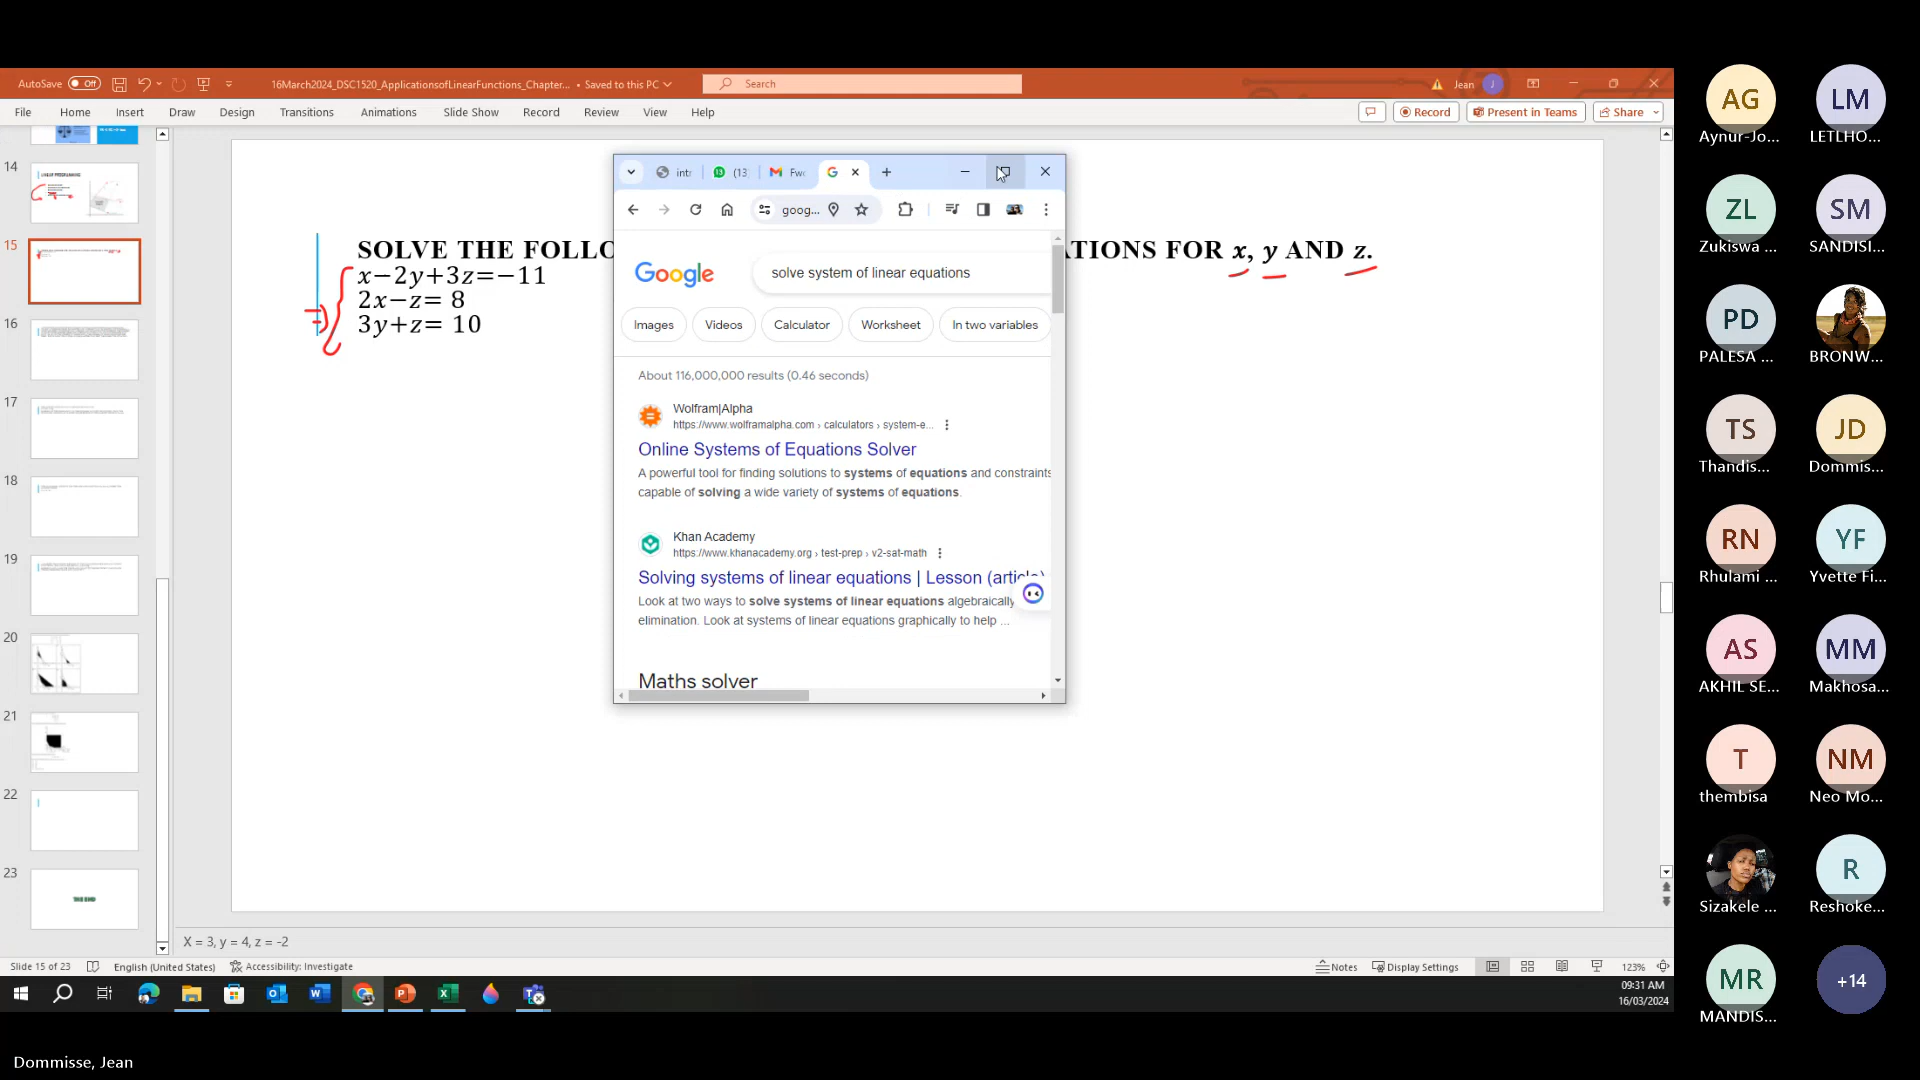 AutoSave Off
16March2024_DSC1520_ApplicationsofLinearFunctions_Chapter... • Saved to this PC
Search
Jean
J
File Home Insert Draw Design Transitions Animations Slide Show Record Review View Help
Record
Present in Teams
Share
14
15
16
17
18
19
20
21
22
23
THE END
SOLVE THE FOLLO
ATIONS FOR x, y AND z.
x−2y+3z=−11
2x−z= 8
3y+z= 10
intr
(13
Fwd
goog...
Google
solve system of linear equations
Images
Videos
Calculator
Worksheet
In two variables
About 116,000,000 results (0.46 seconds)
Wolfram|Alpha
https://www.wolframalpha.com › calculators › system-e...
Online Systems of Equations Solver
A powerful tool for finding solutions to systems of equations and constraints
capable of solving a wide variety of systems of equations.
Khan Academy
https://www.khanacademy.org › test-prep › v2-sat-math
Solving systems of linear equations | Lesson (article)
Look at two ways to solve systems of linear equations algebraically
elimination. Look at systems of linear equations graphically to help ...
Maths solver
X = 3, y = 4, z = -2
Slide 15 of 23
English (United States)
Accessibility: Investigate
Notes
Display Settings
123%
09:31 AM
16/03/2024
AG
Aynur-Jo...
LM
LETLHO...
ZL
Zukiswa ...
SM
SANDISI...
PD
PALESA ...
BRONW...
TS
Thandis...
JD
Dommis...
RN
Rhulami ...
YF
Yvette Fi...
AS
AKHIL SE...
MM
Makhosa...
T
thembisa
NM
Neo Mo...
Sizakele ...
R
Reshoke...
MR
MANDIS...
+14
Dommisse, Jean